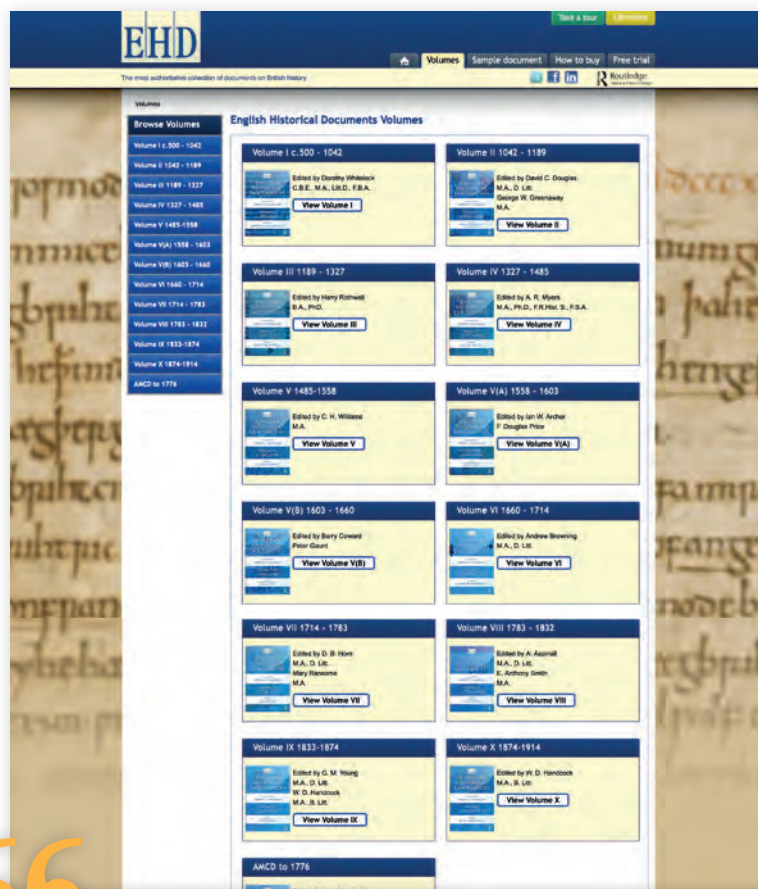 Take a tour Librarians
EHD
Volumes Sample document How to buy Free trial
The most authoritative collection of documents on British history
f in R Routledge
Volumes
Browse Volumes
Volume I c.500 - 1042
Volume II 1042 - 1189
Volume III 1189 - 1327
Volume IV 1327 - 1485
Volume V 1485-1558
Volume V(A) 1558 - 1603
Volume V(B) 1603 - 1660
Volume VI 1660 - 1714
Volume VII 1714 - 1783
Volume VIII 1783 - 1832
Volume IX 1833-1874
Volume X 1874-1914
AMCD to 1776
English Historical Documents Volumes
Volume I c.500 - 1042
Edited by Dorothy Whitelock
C.B.E., M.A., Litt.D., F.B.A.
View Volume I
Volume II 1042 - 1189
Edited by David C. Douglas
M.A., D. Litt.
George W. Greenaway
M.A.
View Volume II
Volume III 1189 - 1327
Edited by Harry Rothwell
B.A., PhD.
View Volume III
Volume IV 1327 - 1485
Edited by A. R. Myers
M.A., Ph.D., F.R.Hist. S., F.S.A.
View Volume IV
Volume V 1485-1558
Edited by C. H. Williams
M.A.
View Volume V
Volume V(A) 1558 - 1603
Edited by Ian W. Archer
F. Douglas Price
View Volume V(A)
Volume V(B) 1603 - 1660
Edited by Barry Coward
Peter Gaunt
View Volume V(B)
Volume VI 1660 - 1714
Edited by Andrew Browning
M.A., D. Litt.
View Volume VI
Volume VII 1714 - 1783
Edited by D. B. Horn
M.A., D. Litt.
Mary Ransome
M.A.
View Volume VII
Volume VIII 1783 - 1832
Edited by A. Aspinall
M.A., D. Litt.
E. Anthony Smith
M.A.
View Volume VIII
Volume IX 1833-1874
Edited by G. M. Young
M.A., D. Litt.
W. D. Handcock
M.A., B. Litt.
View Volume IX
Volume X 1874-1914
Edited by W. D. Handcock
M.A., B. Litt.
View Volume X
AMCD to 1776